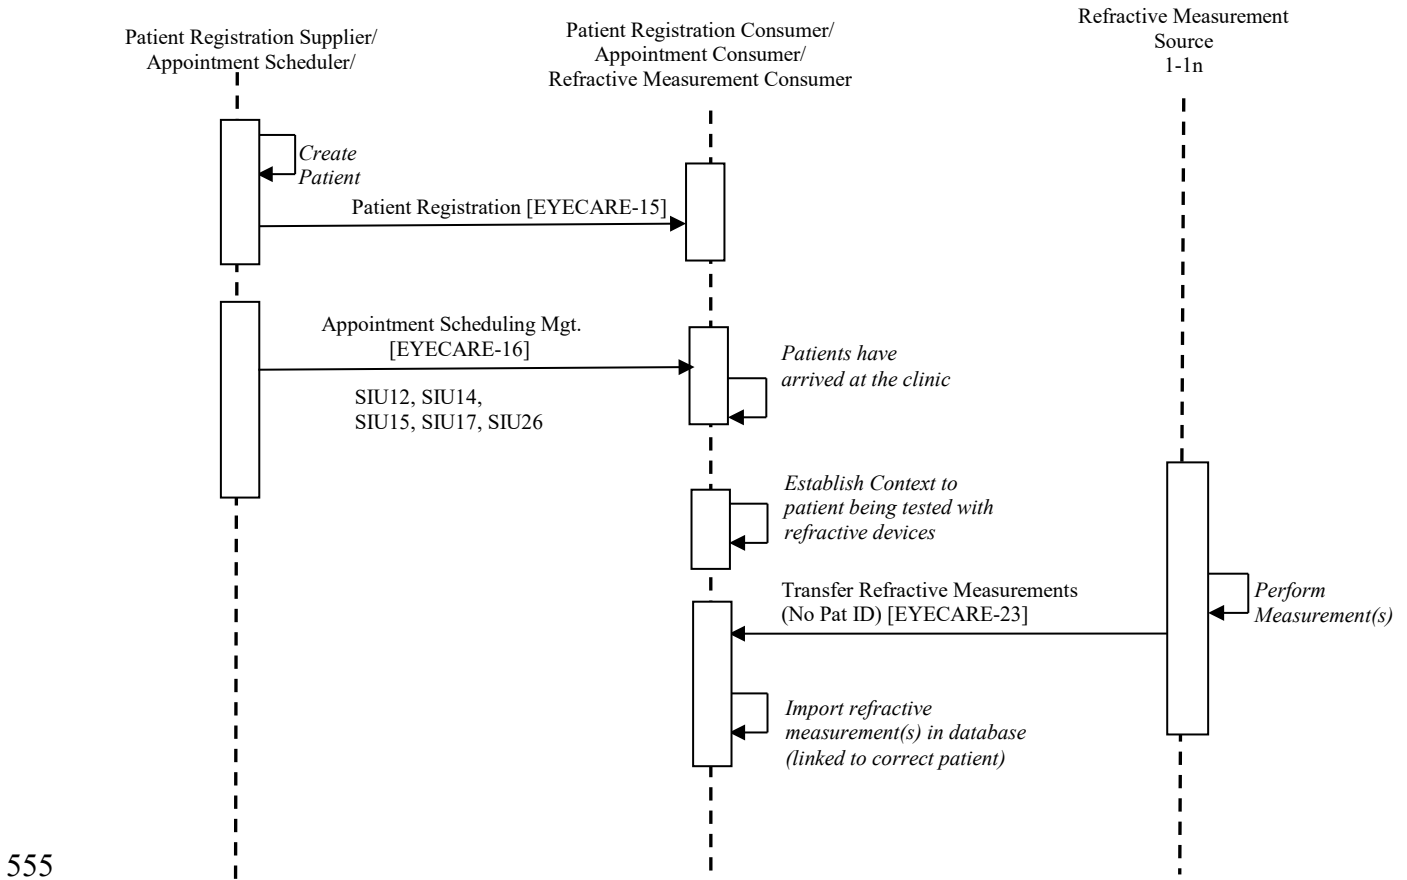 Patient Registration Supplier/
Appointment Scheduler/
Patient Registration Consumer/
Appointment Consumer/
Refractive Measurement Consumer
Refractive Measurement
Source
1-1n
Create
Patient
Patient Registration [EYECARE-15]
Appointment Scheduling Mgt.
[EYECARE-16]
SIU12, SIU14,
SIU15, SIU17, SIU26
Patients have
arrived at the clinic
Establish Context to
patient being tested with
refractive devices
Transfer Refractive Measurements
(No Pat ID) [EYECARE-23]
Perform
Measurement(s)
Import refractive
measurement(s) in database
(linked to correct patient)
555